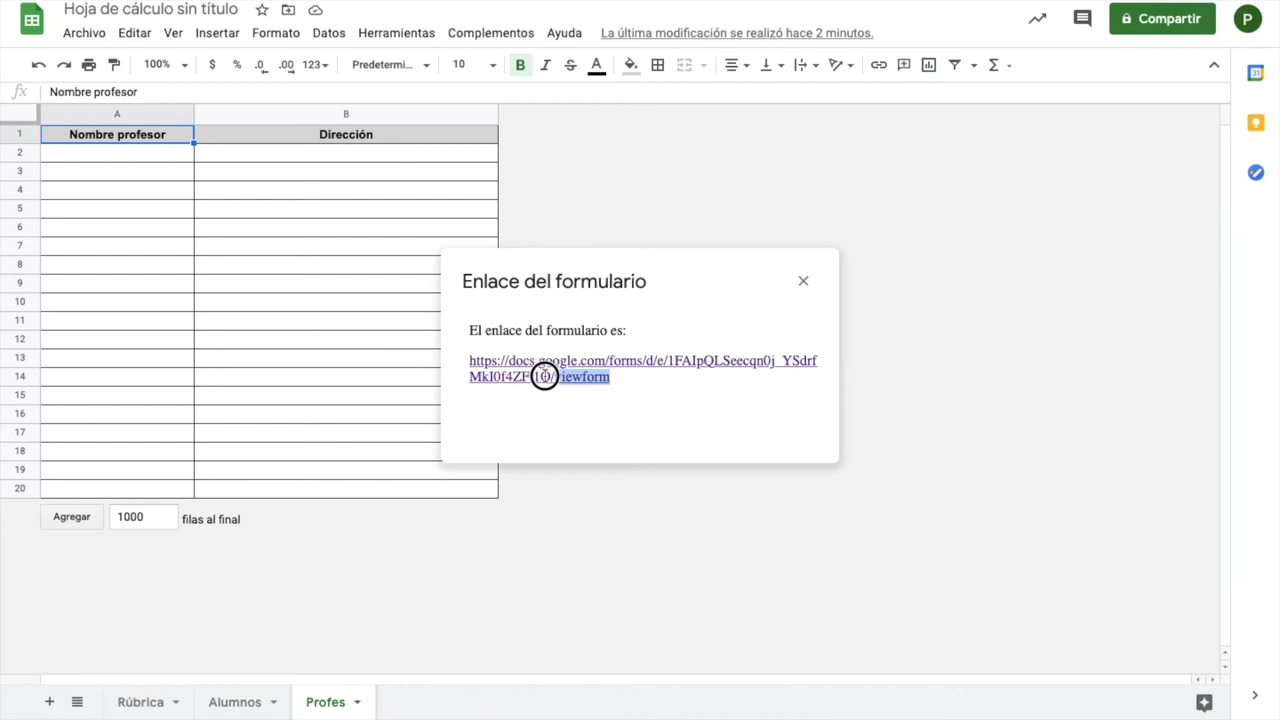 Hoja de cálculo sin título
Archivo Editar Ver Insertar Formato Datos Herramientas Complementos Ayuda La última modificación se realizó hace 2 minutos.
Compartir P
100% $ % .0 .00 123 Predetermi... 10 B I S A
31
fx Nombre profesor
A B
1 Nombre profesor Dirección
2
3
4
5
6
7
8
9
10
11
12
13
14
15
16
17
18
19
20
Enlace del formulario
El enlace del formulario es:
https://docs.google.com/forms/d/e/1FAIpQLSeecqn0j_YSdrf
viewform
Agregar 1000 filas al final
Rúbrica Alumnos Profes